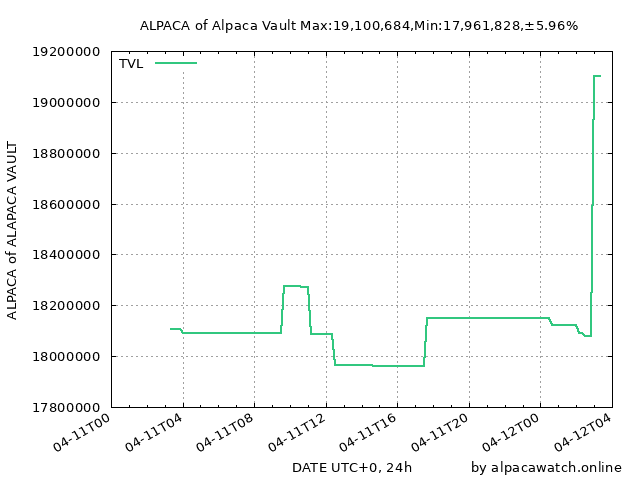 ALPACA of Alpaca Vault Max:19,100,684,Min:17,961,828,±5.96%
TVL
19200000
19000000
18800000
18600000
18400000
18200000
18000000
17800000
ALPACA of ALAPACA VAULT
04-11T00
04-11T04
04-11T08
04-11T12
04-11T16
04-11T20
04-12T00
04-12T04
DATE UTC+0, 24h
by alpacawatch.online